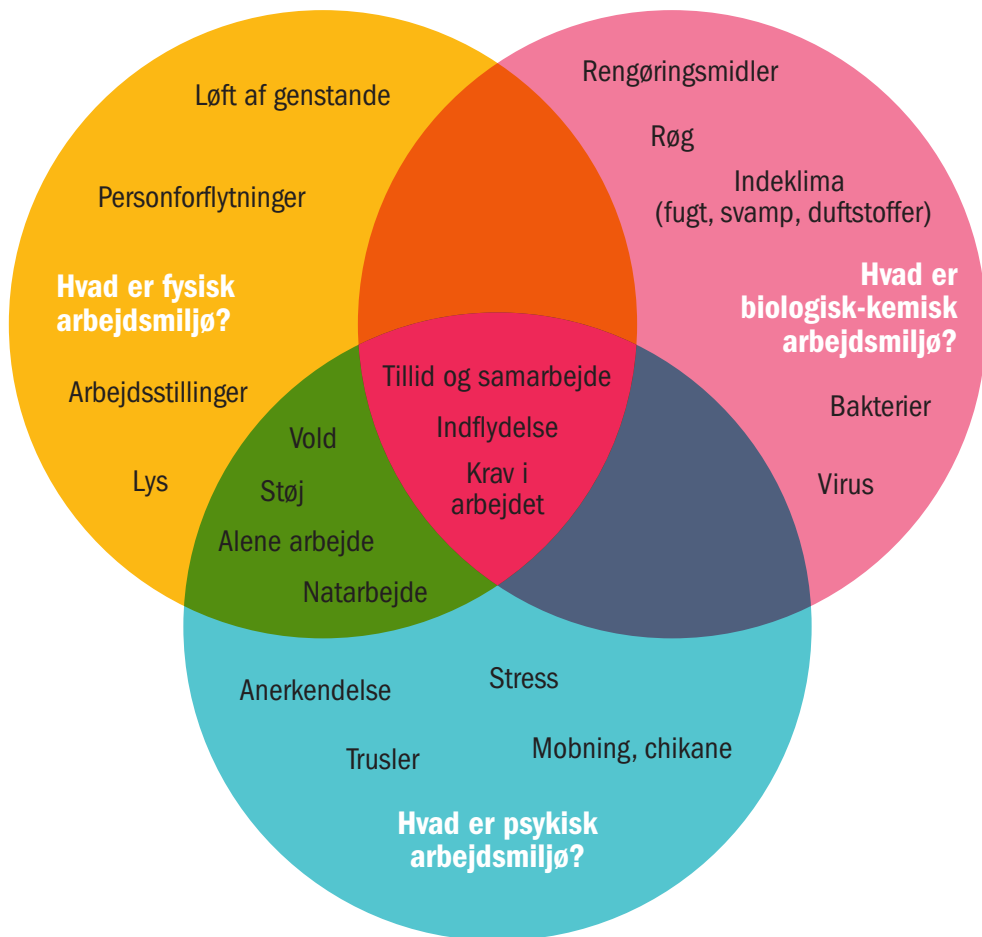 Løft af genstande
Personforflytninger
Hvad er fysisk
arbejdsmiljø?
Arbejdsstillinger
Lys
Rengøringsmidler
Røg
Indeklima
(fugt, svamp, duftstoffer)
Hvad er
biologisk-kemisk
arbejdsmiljø?
Bakterier
Virus
Tillid og samarbejde
Indflydelse
Krav i
arbejdet
Vold
Støj
Alene arbejde
Natarbejde
Anerkendelse
Stress
Trusler
Mobning, chikane
Hvad er psykisk
arbejdsmiljø?